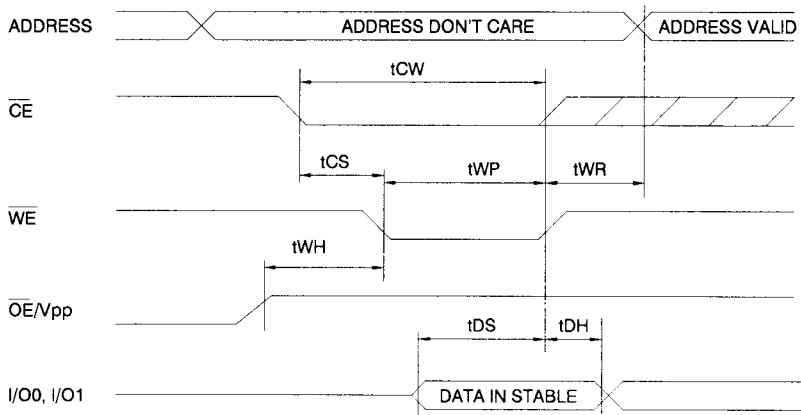 ADDRESS ADDRESS DON'T CARE ADDRESS VALID
tCW
CE
tCS tWP tWR
WE
tWH
OE/Vpp
tDS tDH
I/O0, I/O1 DATA IN STABLE